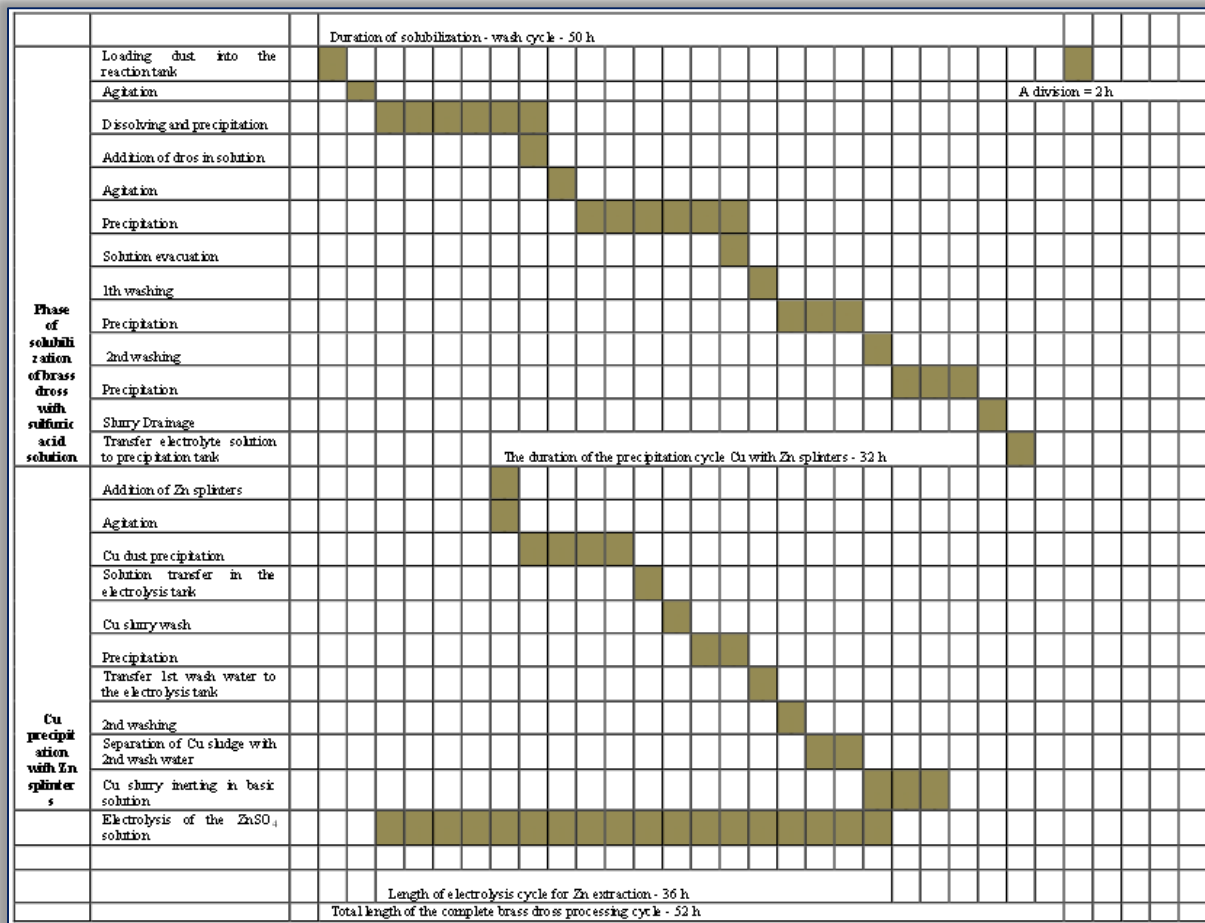 Duration of solubilization - wash cycle - 50 h
Loading dust into the
reaction tank
Agitation
A division = 2 h
Dissolving and precipitation
Addition of dros in solution
Agitation
Precipitation
Solution evacuation
1th washing
Phase
of
solubili
zation
of brass
dross
with
sulfuric
acid
solution
Precipitation
2nd washing
Precipitation
Slurry Drainage
Transfer electrolyte solution
to precipitation tank
The duration of the precipitation cycle Cu with Zn splinters - 32 h
Addition of Zn splinters
Agitation
Cu dust precipitation
Solution transfer in the
electrolysis tank
Cu slurry wash
Precipitation
Transfer 1st wash water to
the electrolysis tank
Cu
precipit
ation
with Zn
splinter
s
2nd washing
Separation of Cu sludge with
2nd wash water
Cu slurry inerting in basic
solution
Electrolysis of the ZnSO₄
solution
Length of electrolysis cycle for Zn extraction - 36 h
Total length of the complete brass dross processing cycle - 52 h